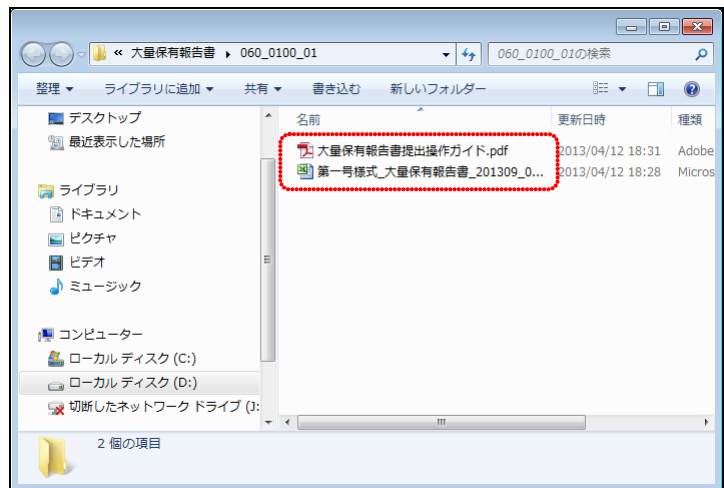 « 大量保有報告書 060_0100_01
060_0100_01の検索
整理 ライブラリに追加 共有 書き込む 新しいフォルダー
デスクトップ
最近表示した場所
ライブラリ
ドキュメント
ピクチャ
ビデオ
ミュージック
コンピューター
ローカル ディスク (C:)
ローカル ディスク (D:)
切断したネットワーク ドライブ (J:
名前 更新日時 種類
大量保有報告書提出操作ガイド.pdf 2013/04/12 18:31 Adobe
第一号様式_大量保有報告書_201309_0... 2013/04/12 18:28 Micros
2 個の項目